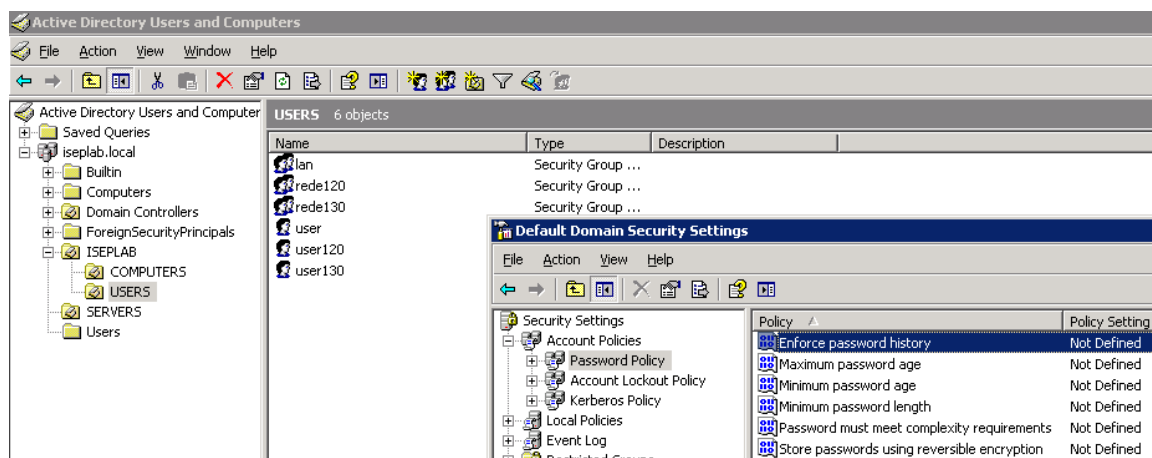 Active Directory Users and Computers
File Action View Window Help
Active Directory Users and Computer
Saved Queries
iseplab.local
Builtin
Computers
Domain Controllers
ForeignSecurityPrincipals
ISEPLAB
COMPUTERS
USERS
SERVERS
Users
USERS 6 objects
Name Type Description
lan Security Group ...
rede120 Security Group ...
rede130 Security Group ...
user
user120
user130
Default Domain Security Settings
File Action View Help
Security Settings
Account Policies
Password Policy
Account Lockout Policy
Kerberos Policy
Local Policies
Event Log
Restricted Groups
Policy Policy Setting
Enforce password history Not Defined
Maximum password age Not Defined
Minimum password age Not Defined
Minimum password length Not Defined
Password must meet complexity requirements Not Defined
Store passwords using reversible encryption Not Defined